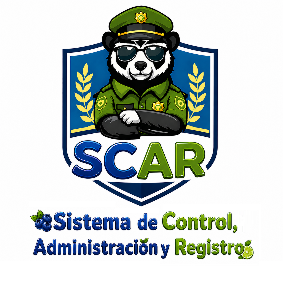 SCAR
Sistema de Control,
Administración y Registro